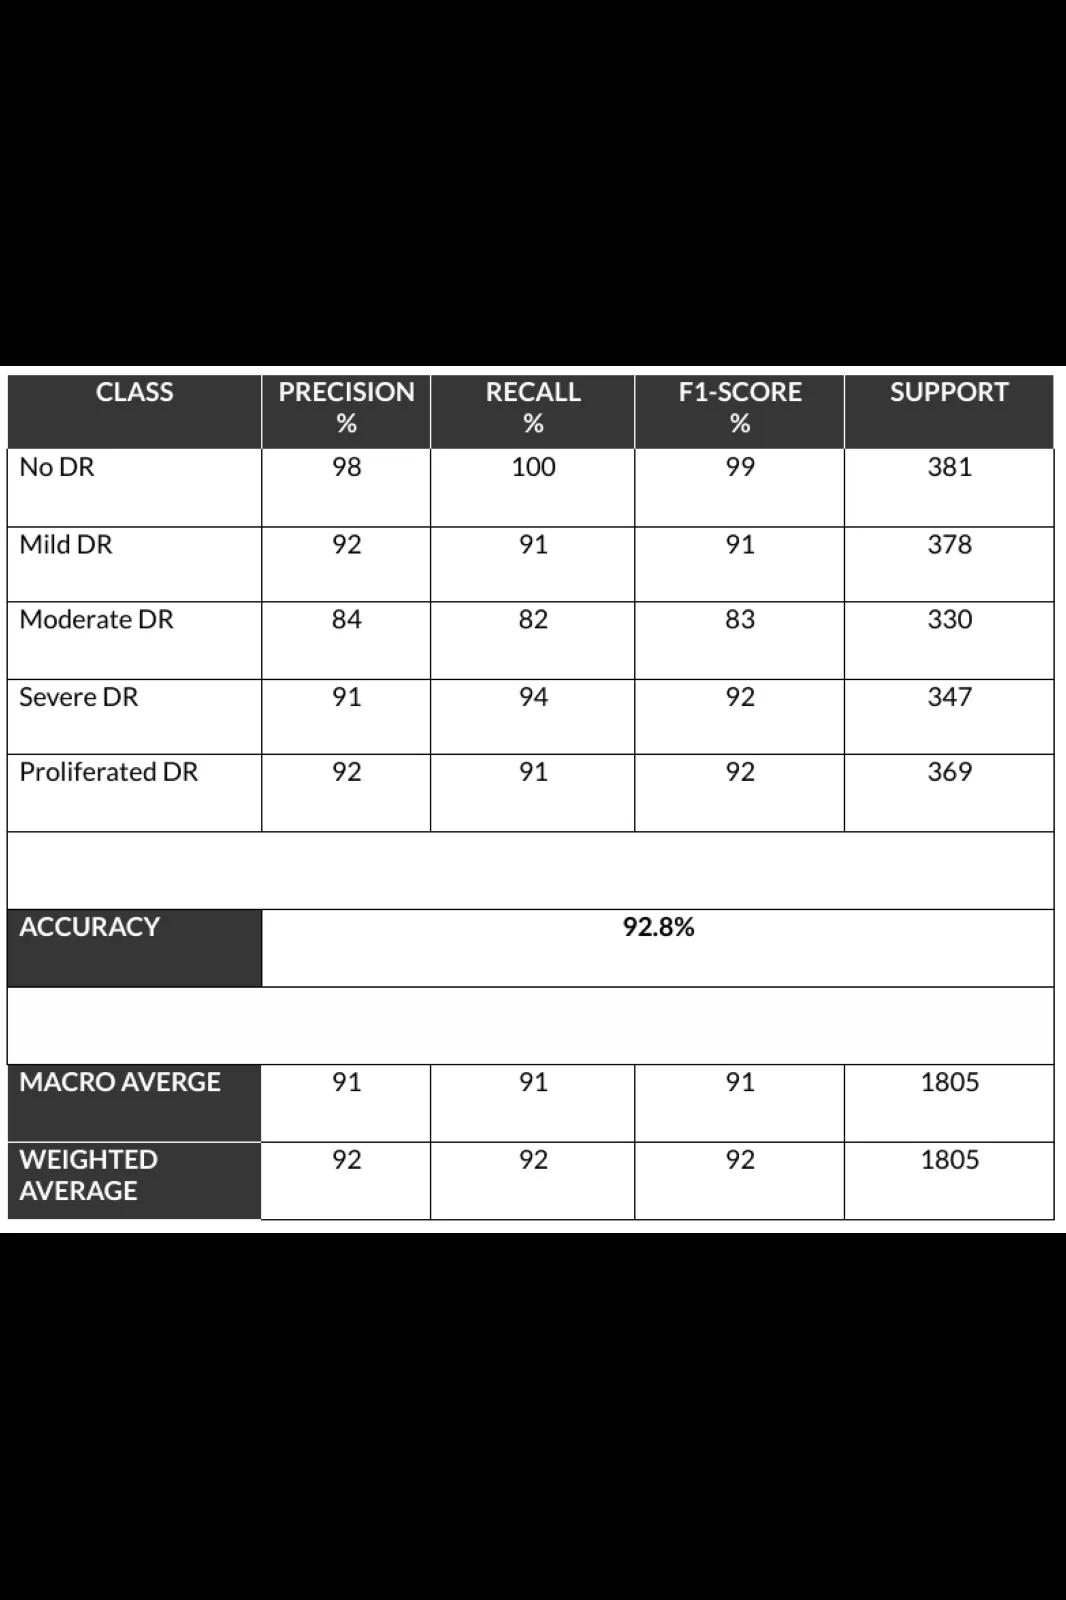 CLASS PRECISION % RECALL % F1-SCORE % SUPPORT
No DR 98 100 99 381
Mild DR 92 91 91 378
Moderate DR 84 82 83 330
Severe DR 91 94 92 347
Proliferated DR 92 91 92 369
ACCURACY 92.8%
MACRO AVERGE 91 91 91 1805
WEIGHTED AVERAGE 92 92 92 1805